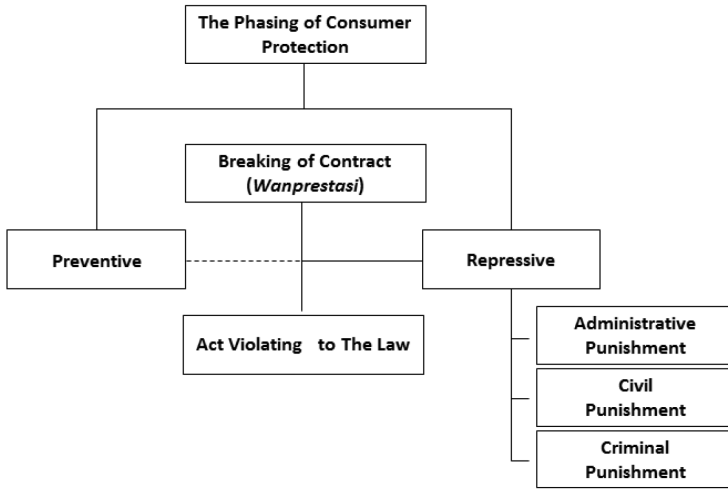 The Phasing of Consumer
Protection
Breaking of Contract
(Wanprestasi)
Preventive
Repressive
Act Violating to The Law
Administrative
Punishment
Civil
Punishment
Criminal
Punishment